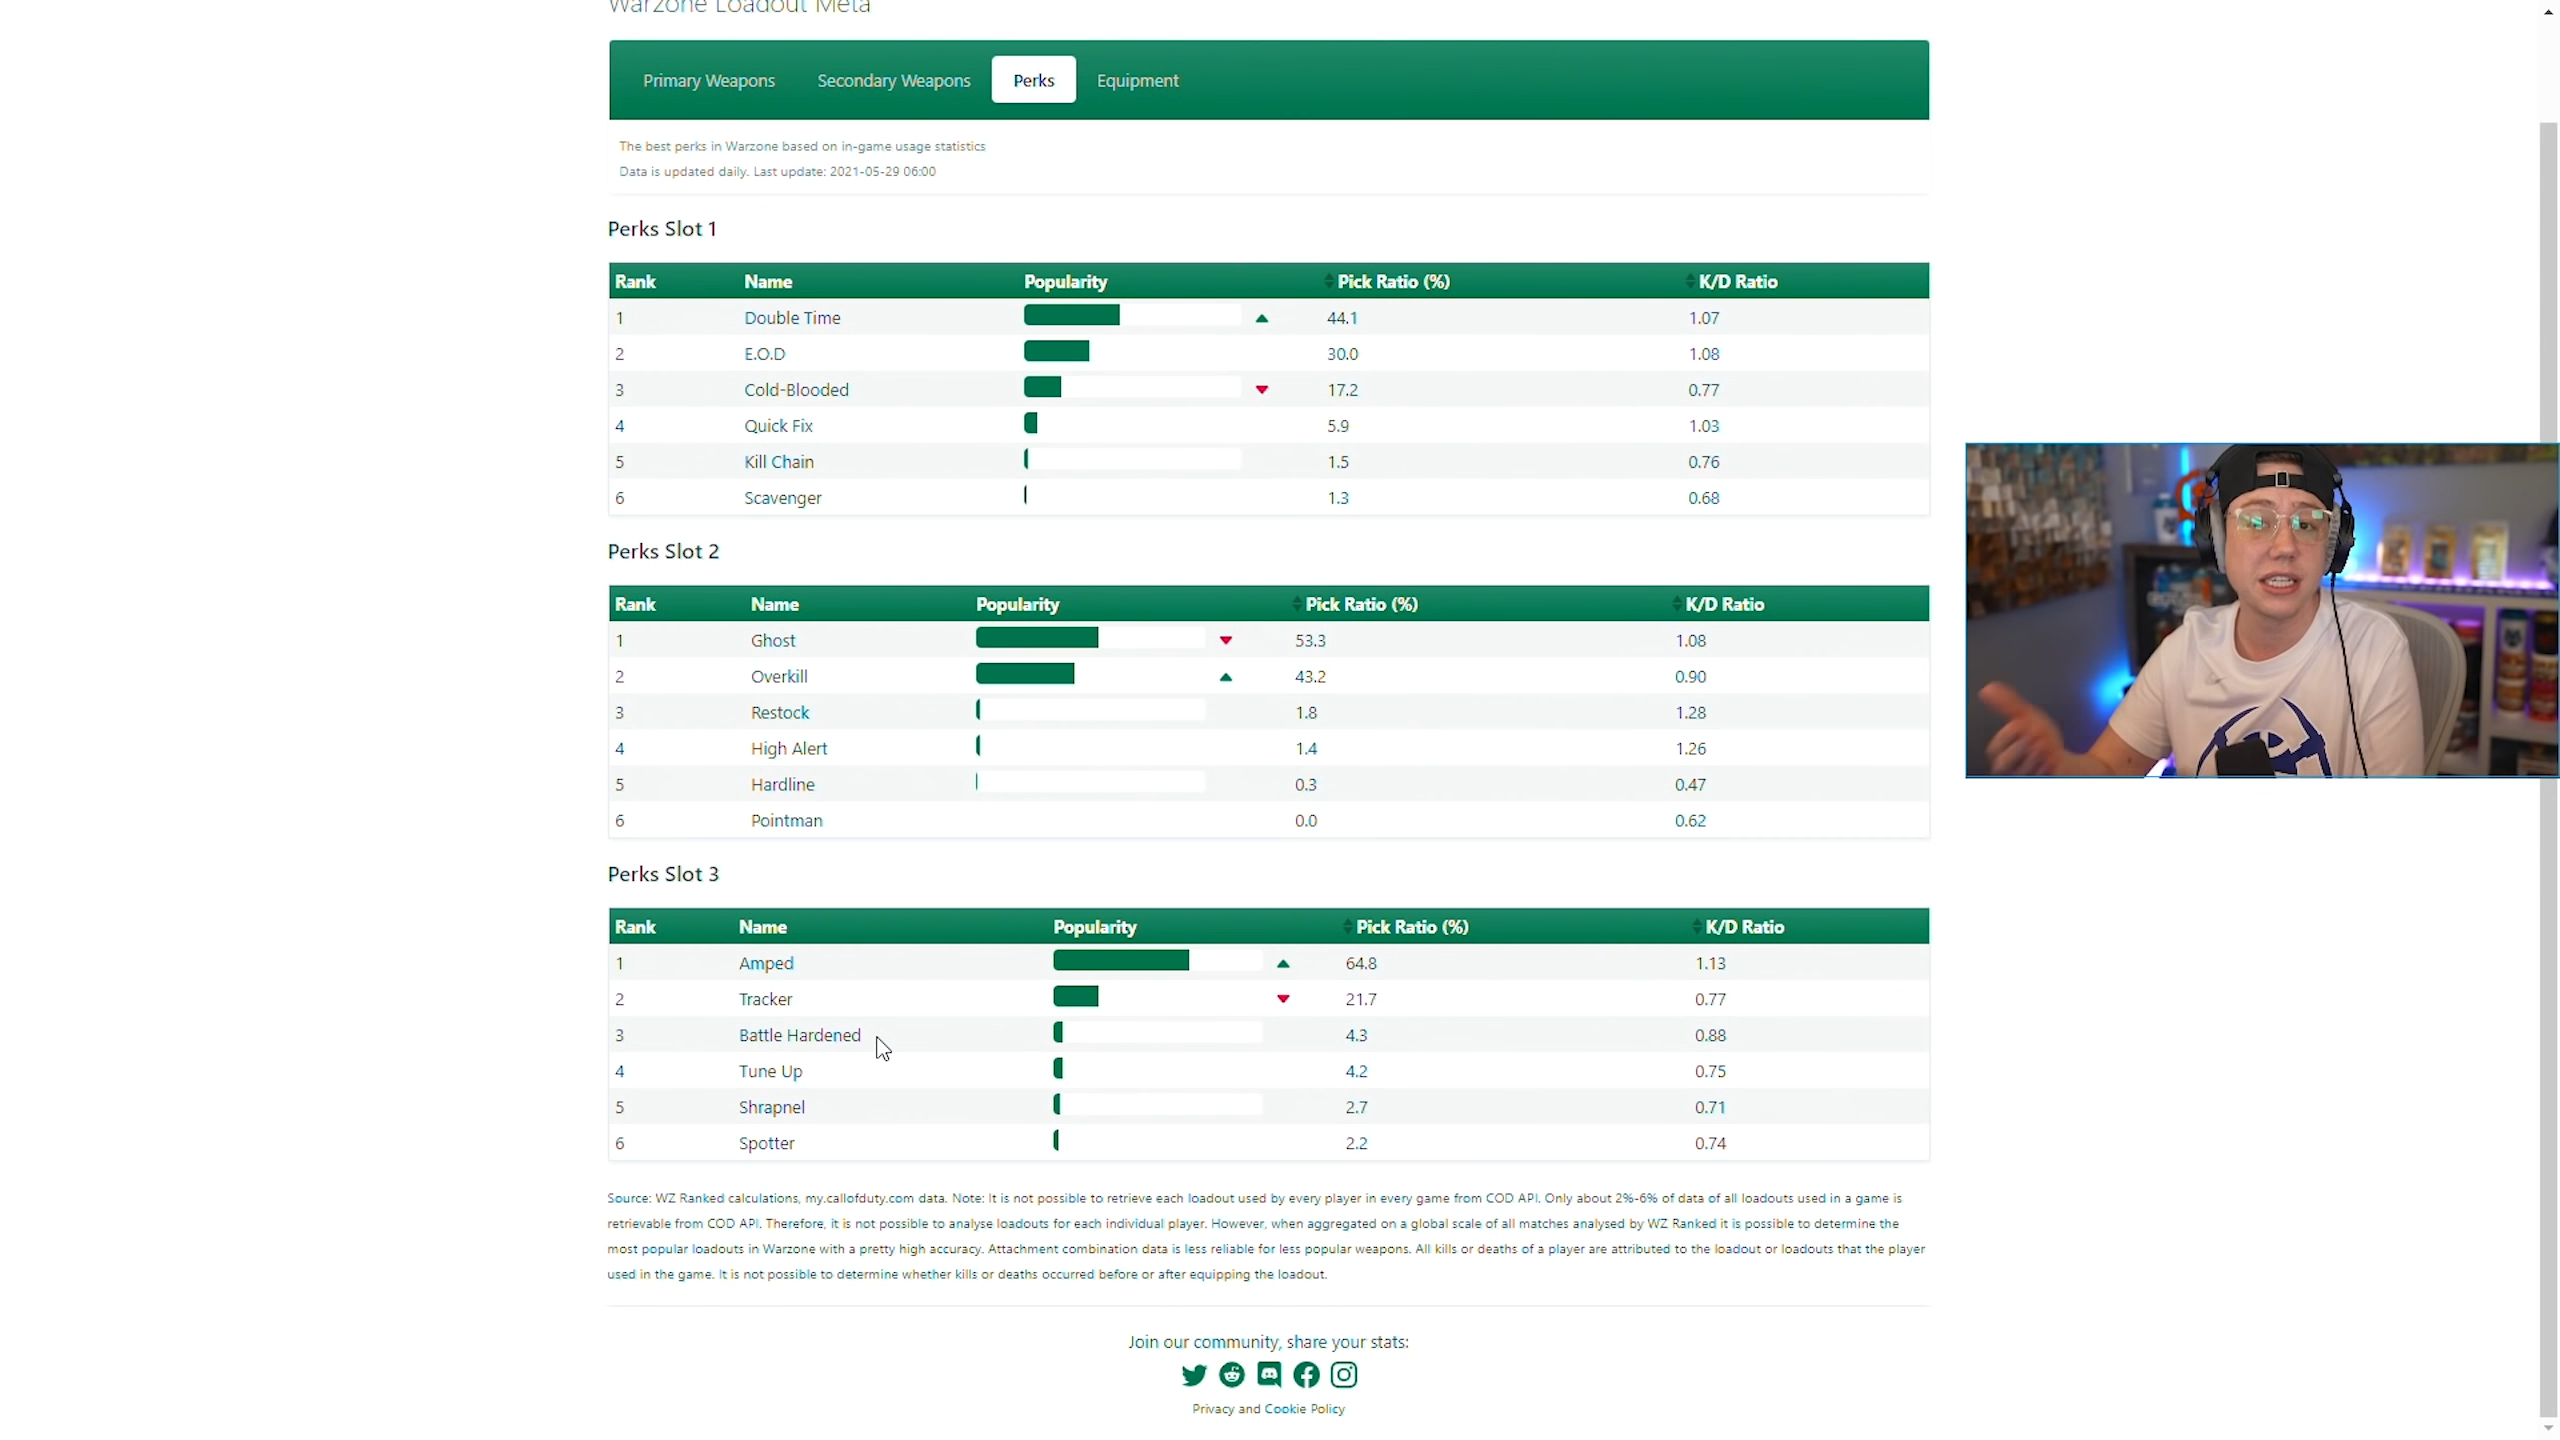 Warzone Loadout Meta
Primary Weapons Secondary Weapons Perks Equipment
The best perks in Warzone based on in-game usage statistics
Data is updated daily. Last update: 2021-05-29 06:00
Perks Slot 1
Rank Name Popularity Pick Ratio (%) K/D Ratio
1 Double Time 44.1 1.07
2 E.O.D 30.0 1.08
3 Cold-Blooded 17.2 0.77
4 Quick Fix 5.9 1.03
5 Kill Chain 1.5 0.76
6 Scavenger 1.3 0.68
Perks Slot 2
Rank Name Popularity Pick Ratio (%) K/D Ratio
1 Ghost 53.3 1.08
2 Overkill 43.2 0.90
3 Restock 1.8 1.28
4 High Alert 1.4 1.26
5 Hardline 0.3 0.47
6 Pointman 0.0 0.62
Perks Slot 3
Rank Name Popularity Pick Ratio (%) K/D Ratio
1 Amped 64.8 1.13
2 Tracker 21.7 0.77
3 Battle Hardened 4.3 0.88
4 Tune Up 4.2 0.75
5 Shrapnel 2.7 0.71
6 Spotter 2.2 0.74
Source: WZ Ranked calculations, my.callofduty.com data. Note: It is not possible to retrieve each loadout used by every player in every game from COD API. Only about 2%-6% of data of all loadouts used in a game is
retrievable from COD API. Therefore, it is not possible to analyse loadouts for each individual player. However, when aggregated on a global scale of all matches analysed by WZ Ranked it is possible to determine the
most popular loadouts in Warzone with a pretty high accuracy. Attachment combination data is less reliable for less popular weapons. All kills or deaths of a player are attributed to the loadout or loadouts that the player
used in the game. It is not possible to determine whether kills or deaths occurred before or after equipping the loadout.
Join our community, share your stats:
Privacy and Cookie Policy